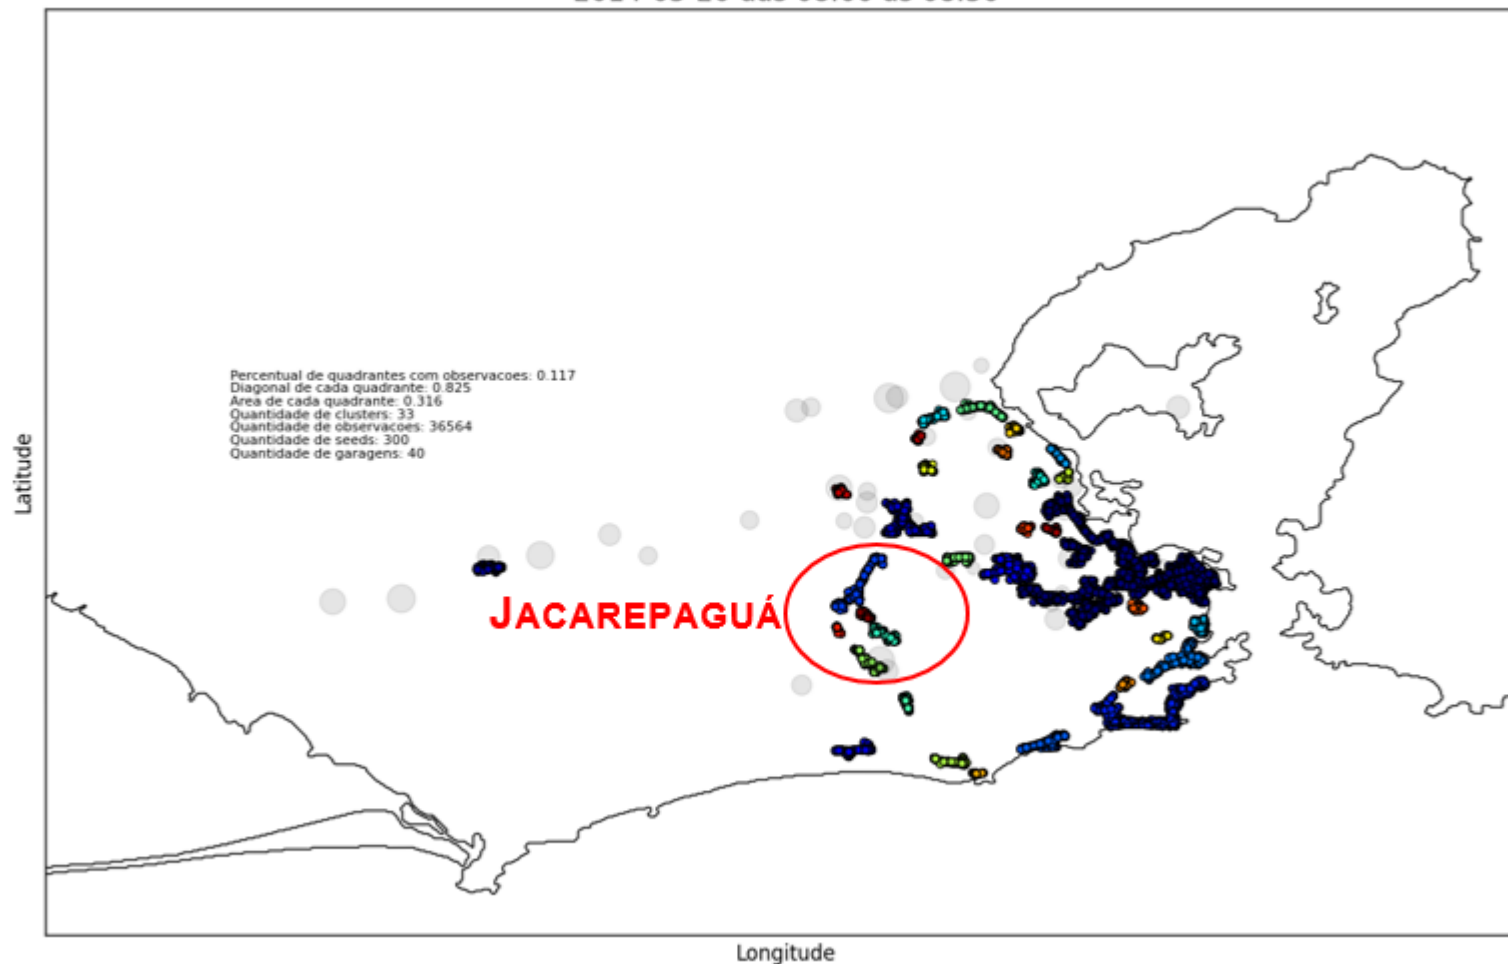 Percentual de quadrantes com observacoes: 0.117
Diagonal de cada quadrante: 0.825
Area de cada quadrante: 0.316
Quantidade de clusters: 33
Quantidade de observacoes: 36564
Quantidade de seeds: 300
Quantidade de garagens: 40
Latitude
JACAREPAGUÁ
Longitude